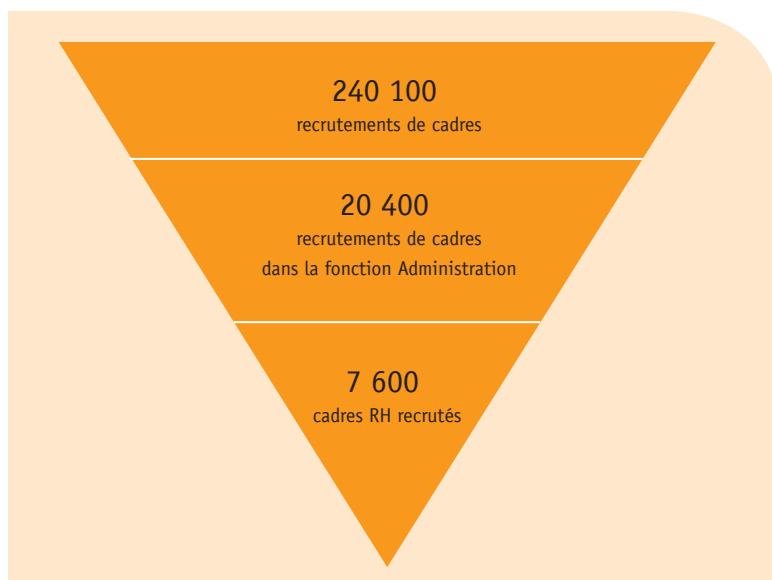 240 100
recrutements de cadres
20 400
recrutements de cadres
dans la fonction Administration
7 600
cadres RH recrutés